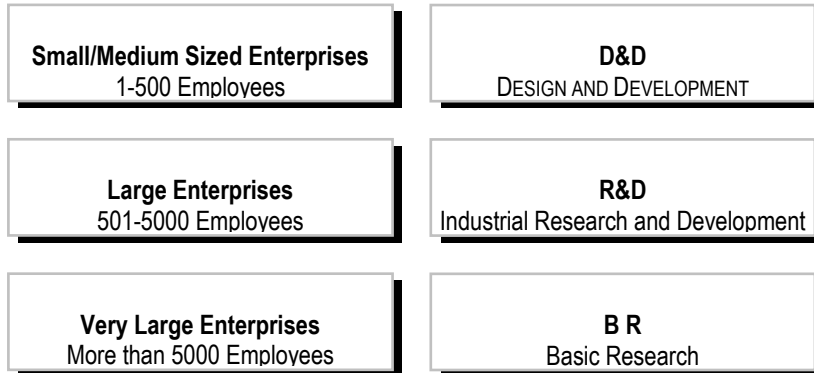 Small/Medium Sized Enterprises
1-500 Employees
D&D
DESIGN AND DEVELOPMENT
Large Enterprises
501-5000 Employees
R&D
Industrial Research and Development
Very Large Enterprises
More than 5000 Employees
B R
Basic Research